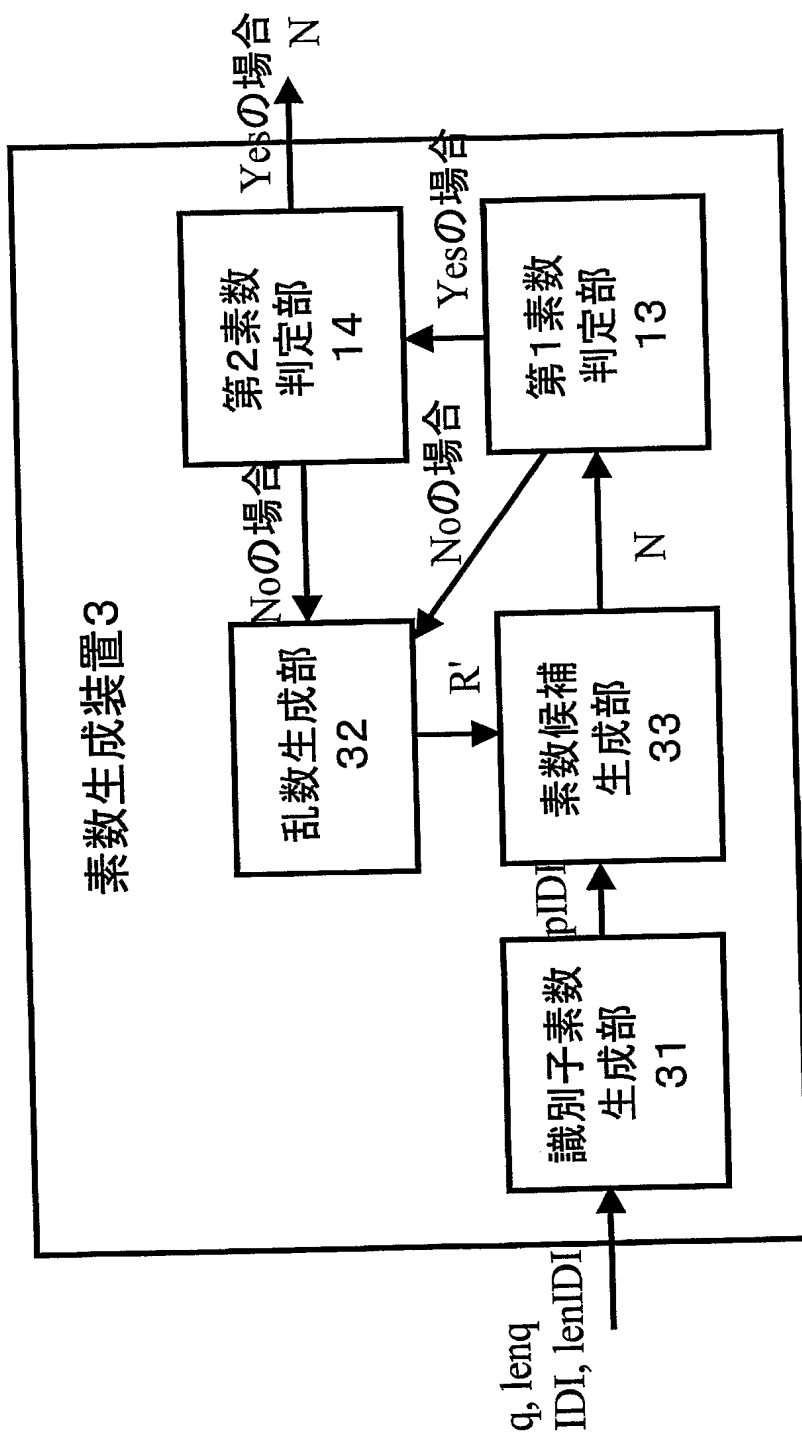 素数生成装置3
q, lenq
IDI, lenIDI
識別子素数
生成部
31
pIDI
素数候補
生成部
33
R'
乱数生成部
32
N
第1素数
判定部
13
Noの場合
Yesの場合
第2素数
判定部
14
Noの場合
Yesの場合
N